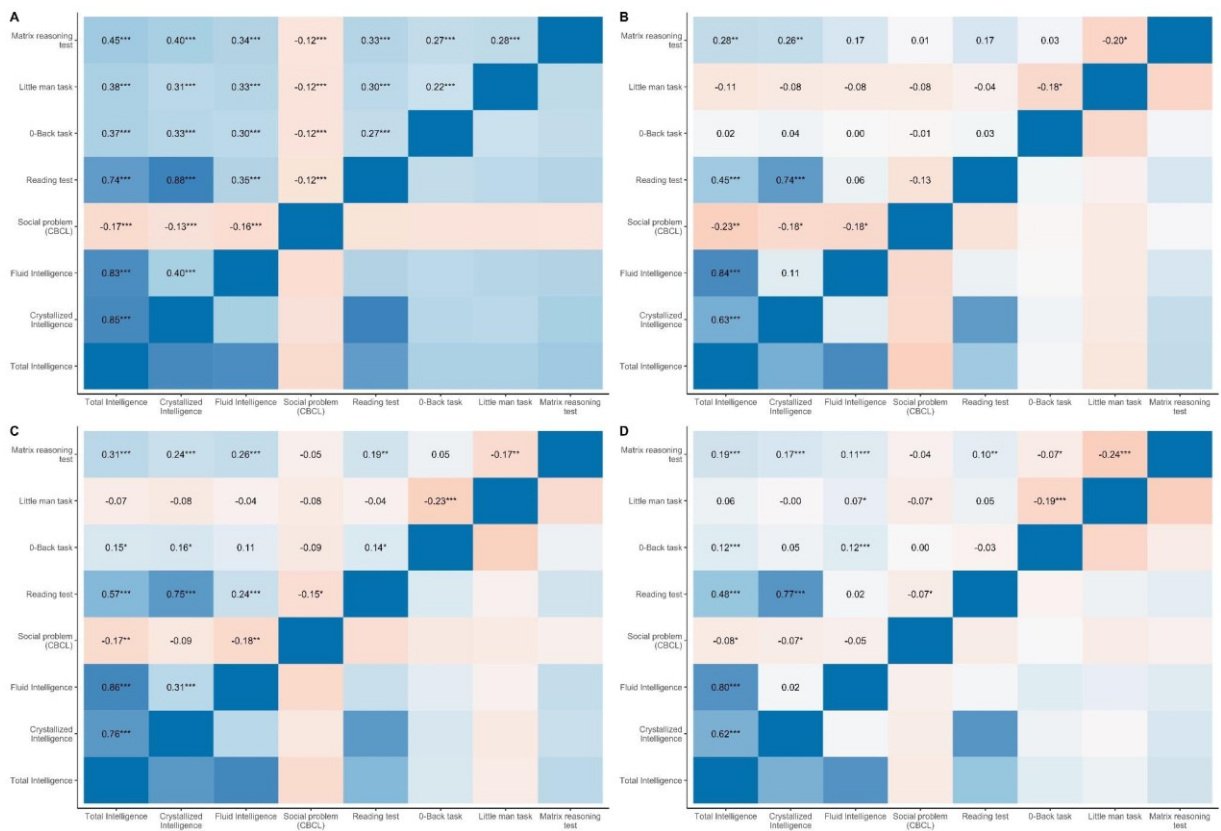 A
Matrix reasoning
test
0.45*** 0.40*** 0.34*** -0.12*** 0.33*** 0.27*** 0.28***
Little man task
0.38*** 0.31*** 0.33*** -0.12*** 0.30*** 0.22***
0-Back task
0.37*** 0.33*** 0.30*** -0.12*** 0.27***
Reading test
0.74*** 0.88*** 0.35*** -0.12***
Social problem
(CBCL)
-0.17*** -0.13*** -0.16***
Fluid Intelligence
0.83*** 0.40***
Crystallized
Intelligence
0.85***
Total Intelligence
Total Intelligence Crystallized Fluid Intelligence Social problem Reading test 0-Back task Little man task Matrix reasoning
Intelligence (CBCL) test
B
Matrix reasoning
test
0.28** 0.26** 0.17 0.01 0.17 0.03 -0.20*
Little man task
-0.11 -0.08 -0.08 -0.08 -0.04 -0.18*
0-Back task
0.02 0.04 0.00 -0.01 0.03
Reading test
0.45*** 0.74*** 0.06 -0.13
Social problem
(CBCL)
-0.23** -0.18* -0.18*
Fluid Intelligence
0.84*** 0.11
Crystallized
Intelligence
0.63***
Total Intelligence
Total Intelligence Crystallized Fluid Intelligence Social problem Reading test 0-Back task Little man task Matrix reasoning
Intelligence (CBCL) test
C
Matrix reasoning
test
0.31*** 0.24*** 0.26*** -0.05 0.19** 0.05 -0.17**
Little man task
-0.07 -0.08 -0.04 -0.08 -0.04 -0.23***
0-Back task
0.15* 0.16* 0.11 -0.09 0.14*
Reading test
0.57*** 0.75*** 0.24*** -0.15*
Social problem
(CBCL)
-0.17** -0.09 -0.18**
Fluid Intelligence
0.86*** 0.31***
Crystallized
Intelligence
0.76***
Total Intelligence
Total Intelligence Crystallized Fluid Intelligence Social problem Reading test 0-Back task Little man task Matrix reasoning
Intelligence (CBCL) test
D
Matrix reasoning
test
0.19*** 0.17*** 0.11*** -0.04 0.10** -0.07* -0.24***
Little man task
0.06 -0.00 0.07* -0.07* 0.05 -0.19***
0-Back task
0.12*** 0.05 0.12*** 0.00 -0.03
Reading test
0.48*** 0.77*** 0.02 -0.07*
Social problem
(CBCL)
-0.08* -0.07* -0.05
Fluid Intelligence
0.80*** 0.02
Crystallized
Intelligence
0.62***
Total Intelligence
Total Intelligence Crystallized Fluid Intelligence Social problem Reading test 0-Back task Little man task Matrix reasoning
Intelligence (CBCL) test